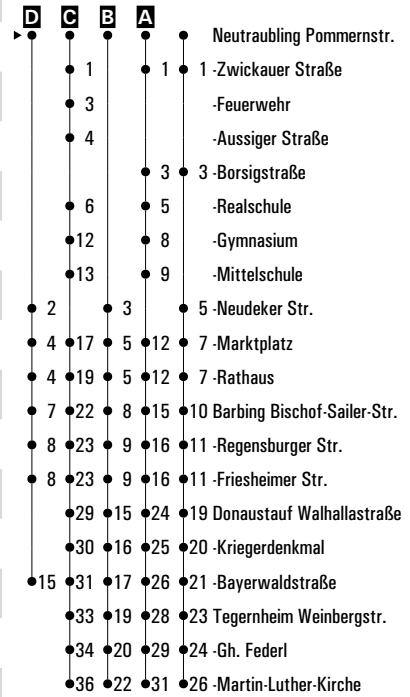 D C B A
Neutraubling Pommernstr.
1 1 1 -Zwickauer Straße
3 -Feuerwehr
4 -Aussiger Straße
3 3 -Borsigstraße
6 5 -Realschule
12 8 -Gymnasium
13 9 -Mittelschule
2 3 5 -Neudeker Str.
4 17 5 12 7 -Marktplatz
4 19 5 12 7 -Rathaus
7 22 8 15 10 Barbing Bischof-Sailer-Str.
8 23 9 16 11 -Regensburger Str.
8 23 9 16 11 -Friesheimer Str.
29 15 24 19 Donaustauf Walhallastraße
30 16 25 20 -Kriegerdenkmal
15 31 17 26 21 -Bayerwaldstraße
33 19 28 23 Tegernheim Weinbergstr.
34 20 29 24 -Gh. Federl
36 22 31 26 -Martin-Luther-Kirche